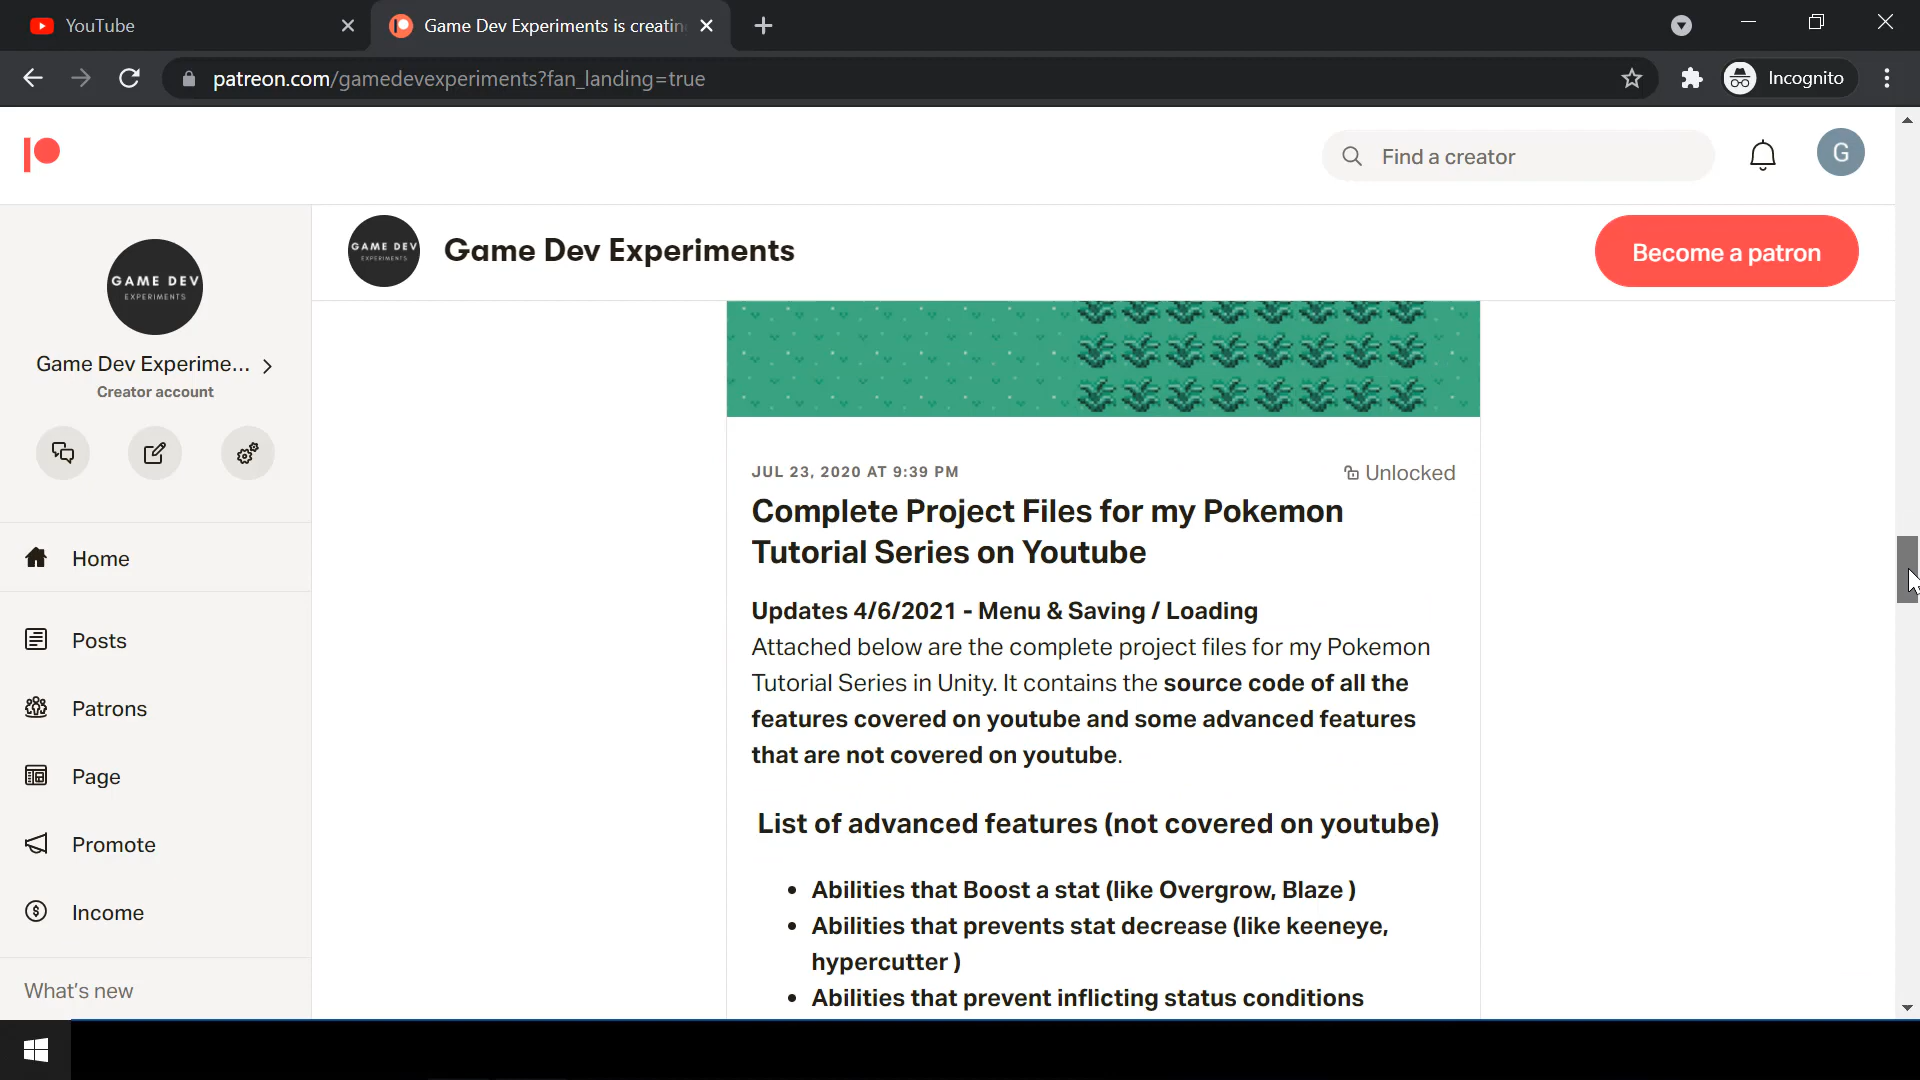 YouTube
Game Dev Experiments is creatin
patreon.com/gamedevexperiments?fan_landing=true
Incognito
Find a creator
G
GAME DEV
EXPERIMENTS
Game Dev Experime...
Creator account
Home
Posts
Patrons
Page
Promote
Income
What's new
GAME DEV
EXPERIMENTS
Game Dev Experiments
Become a patron
JUL 23, 2020 AT 9:39 PM
Unlocked
Complete Project Files for my Pokemon
Tutorial Series on Youtube
Updates 4/6/2021 - Menu & Saving / Loading
Attached below are the complete project files for my Pokemon
Tutorial Series in Unity. It contains the source code of all the
features covered on youtube and some advanced features
that are not covered on youtube.
List of advanced features (not covered on youtube)
• Abilities that Boost a stat (like Overgrow, Blaze )
• Abilities that prevents stat decrease (like keeneye,
hypercutter )
• Abilities that prevent inflicting status conditions